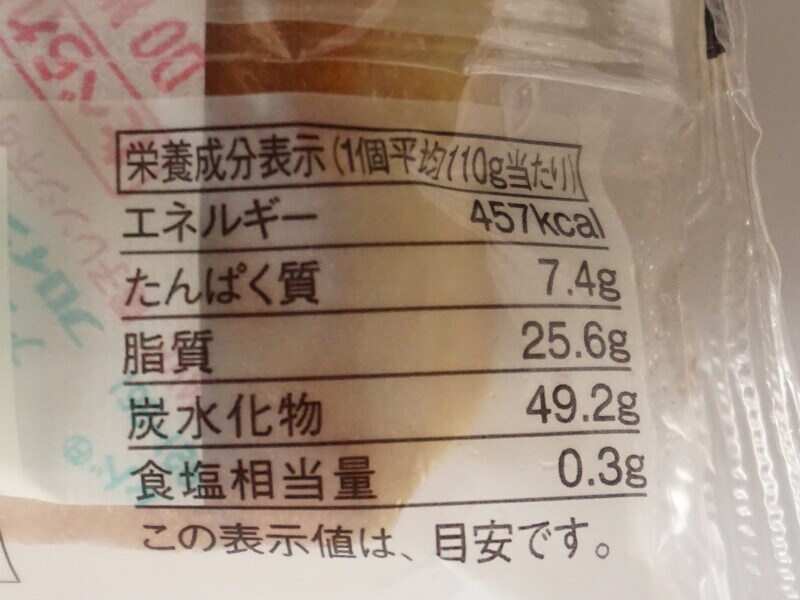 栄養成分表示(1個平均110g当たり)
エネルギー 457kcal
たんぱく質 7.4g
脂質 25.6g
炭水化物 49.2g
食塩相当量 0.3g
この表示値は、目安です。